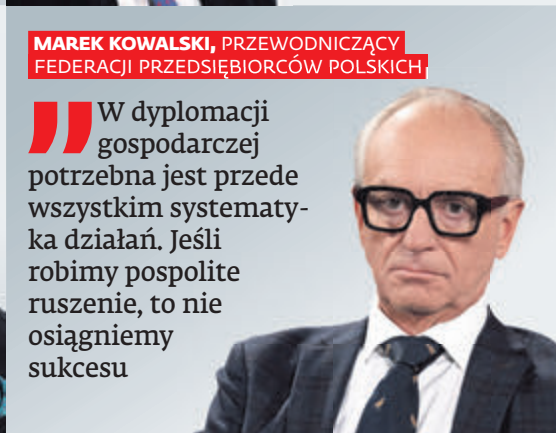 MAREK KOWALSKI, PRZEWODNICZĄCY
FEDERACJI PRZEDSIĘBIORCÓW POLSKICH
W dyplomacji
gospodarczej
potrzebna jest przede
wszystkim systematy-
ka działań. Jeśli
robimy pospolite
ruszenie, to nie
osiągniemy
sukcesu